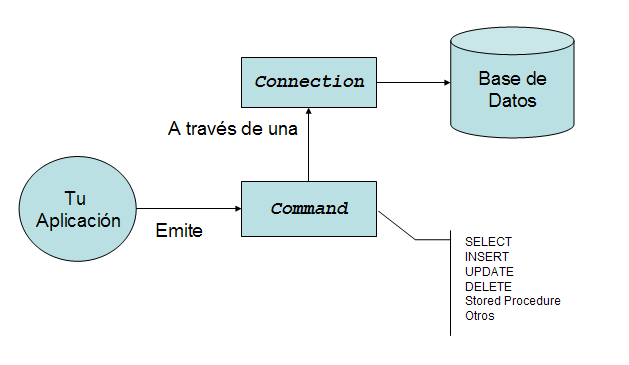 Connection
Base de
Datos
A través de una
Tu
Aplicación
Emite
Command
SELECT
INSERT
UPDATE
DELETE
Stored Procedure
Otros